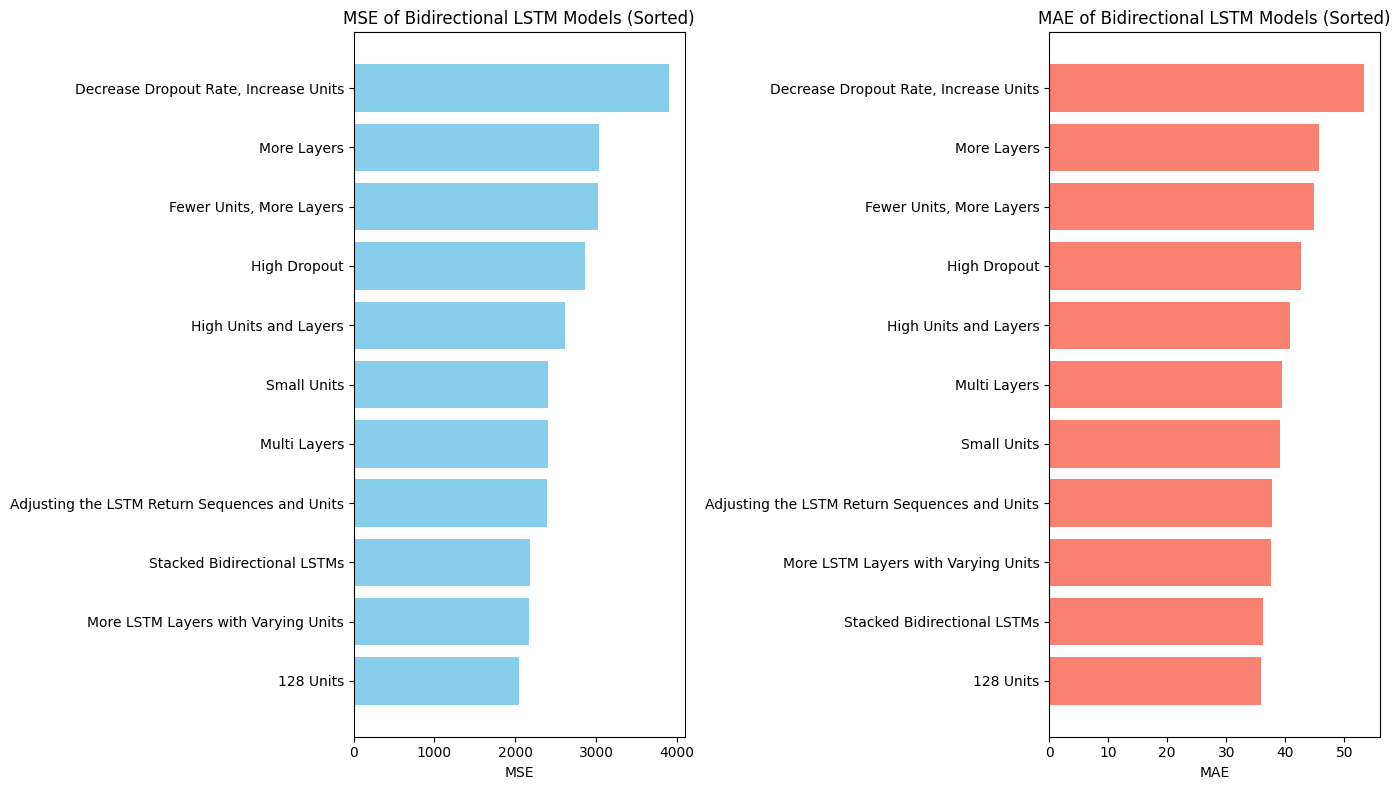 MSE of Bidirectional LSTM Models (Sorted)
Decrease Dropout Rate, Increase Units
More Layers
Fewer Units, More Layers
High Dropout
High Units and Layers
Small Units
Multi Layers
Adjusting the LSTM Return Sequences and Units
Stacked Bidirectional LSTMs
More LSTM Layers with Varying Units
128 Units
0 1000 2000 3000 4000
MSE
MAE of Bidirectional LSTM Models (Sorted)
Decrease Dropout Rate, Increase Units
More Layers
Fewer Units, More Layers
High Dropout
High Units and Layers
Multi Layers
Small Units
Adjusting the LSTM Return Sequences and Units
More LSTM Layers with Varying Units
Stacked Bidirectional LSTMs
128 Units
0 10 20 30 40 50
MAE